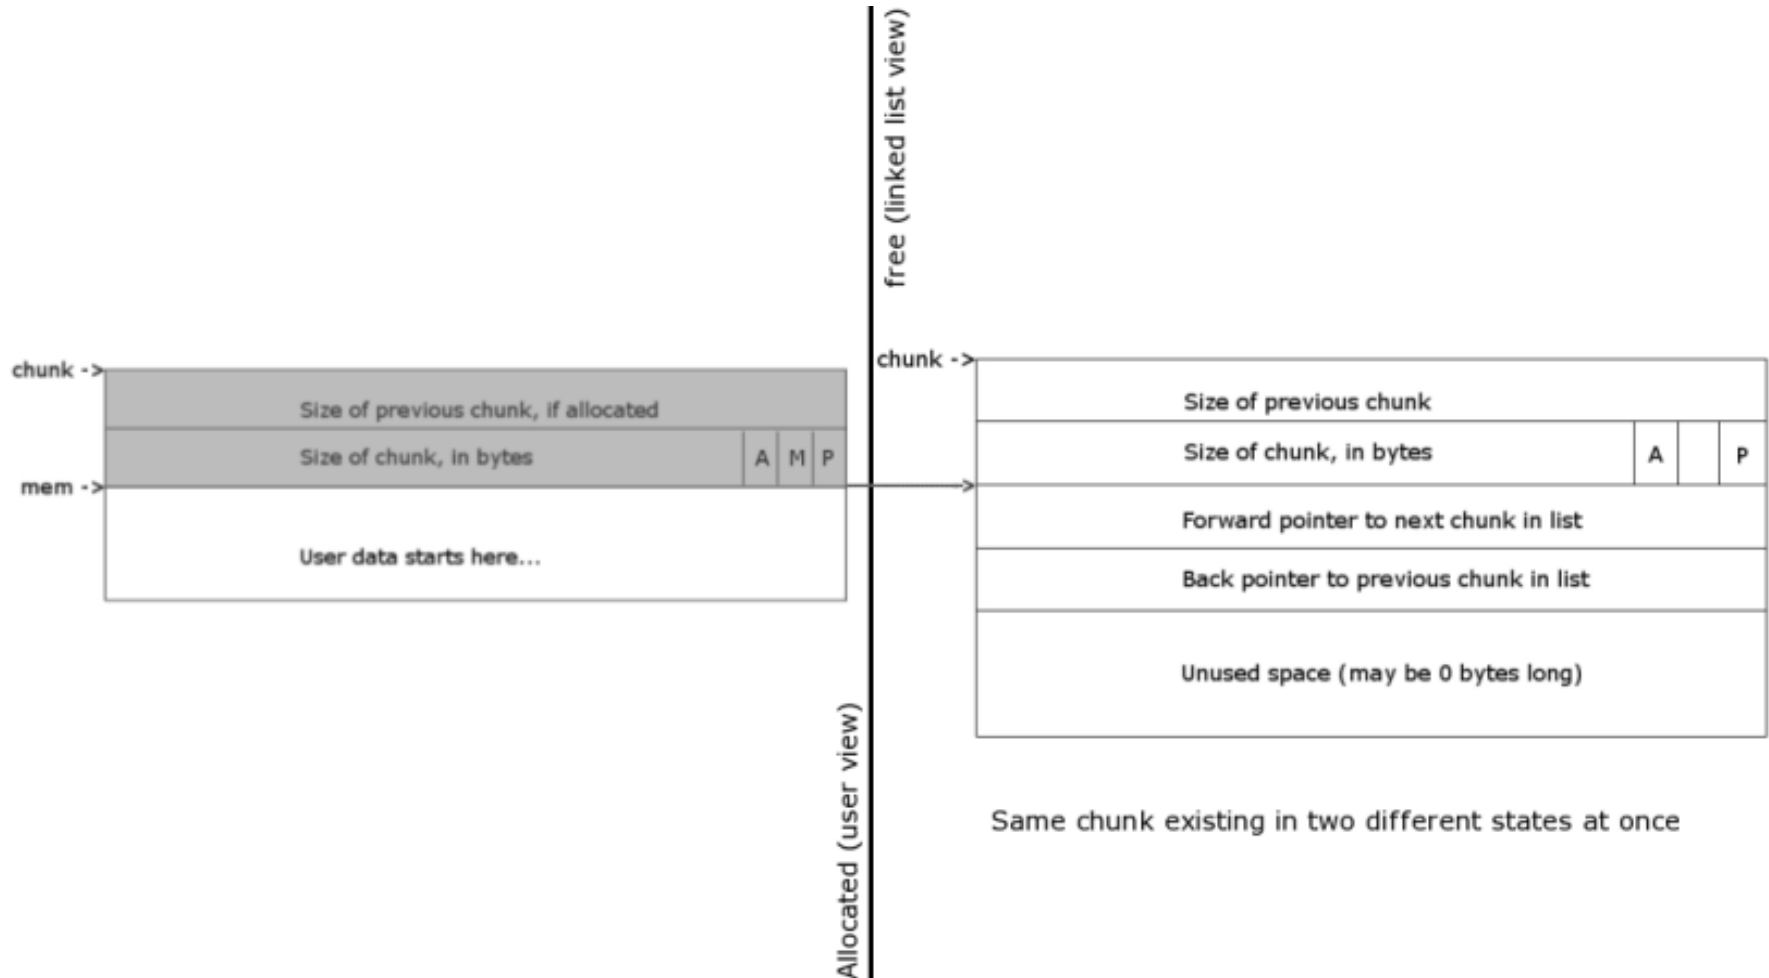 free (linked list view)
chunk ->
Size of previous chunk, if allocated
Size of chunk, in bytes
A M P
mem ->
User data starts here...
Allocated (user view)
chunk ->
Size of previous chunk
Size of chunk, in bytes
A P
Forward pointer to next chunk in list
Back pointer to previous chunk in list
Unused space (may be 0 bytes long)
Same chunk existing in two different states at once